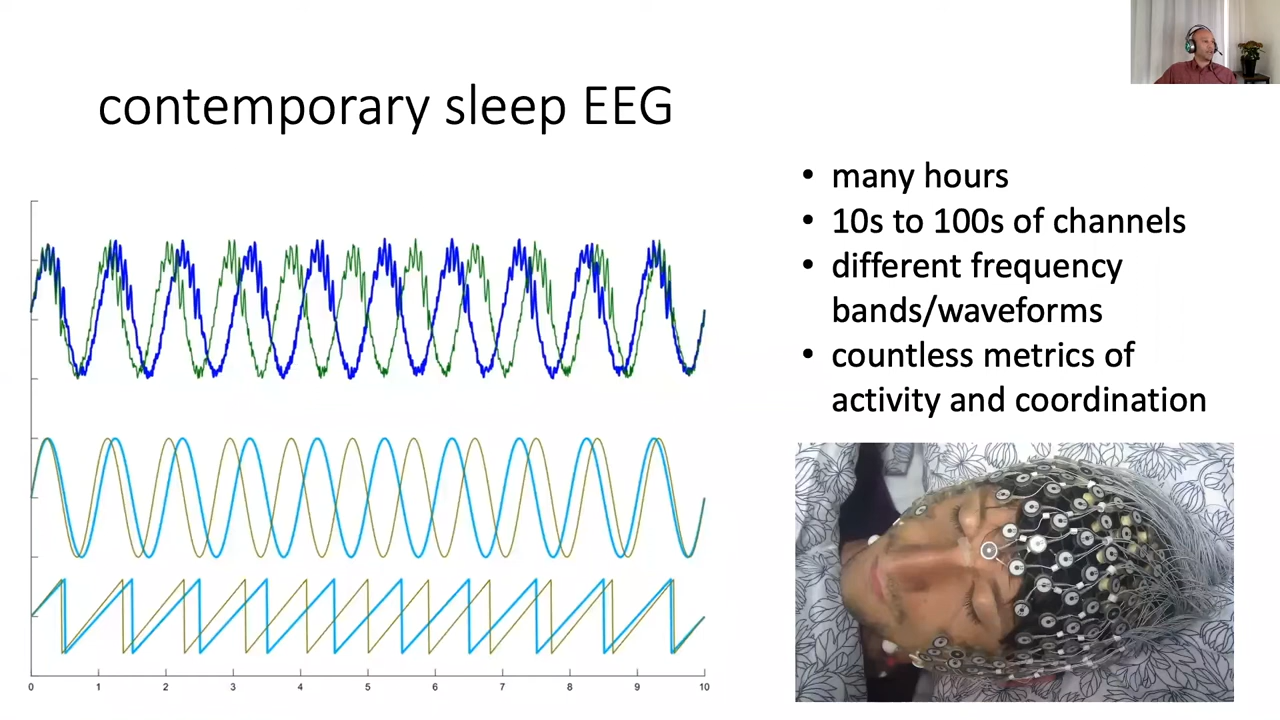 contemporary sleep EEG
• many hours
• 10s to 100s of channels
• different frequency
bands/waveforms
• countless metrics of
activity and coordination
0 1 2 3 4 5 6 7 8 9 10